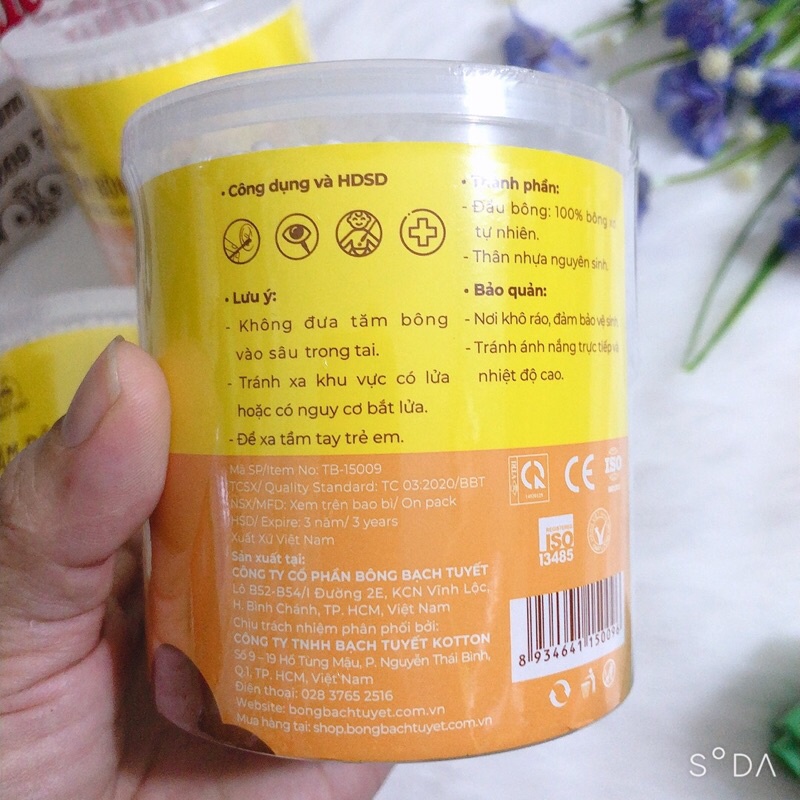 • Công dụng và HDSD
• Lưu ý:
- Không đưa tăm bông
vào sâu trong tai.
- Tránh xa khu vực có lửa
hoặc có nguy cơ bắt lửa.
- Để xa tầm tay trẻ em.
• Thành phần:
- Đầu bông: 100% bông xơ
tự nhiên.
- Thân nhựa nguyên sinh.
• Bảo quản:
- Nơi khô ráo, đảm bảo vệ sinh.
- Tránh ánh nắng trực tiếp và
nhiệt độ cao.
Mã SP/Item No: TB-15009
TCSX/ Quality Standard: TC 03:2020/BBT
NSX/MFD: Xem trên bao bì/ On pack
HSD/ Expire: 3 năm/ 3 years
Xuất Xứ Việt Nam
Sản xuất tại:
CÔNG TY CỔ PHẦN BÔNG BẠCH TUYẾT
Lô B52-B54/I Đường 2E, KCN Vĩnh Lộc,
H. Bình Chánh, TP. HCM, Việt Nam
Chịu trách nhiệm phân phối bởi:
CÔNG TY TNHH BẠCH TUYẾT KOTTON
Số 9 – 19 Hồ Tùng Mậu, P. Nguyễn Thái Bình,
Q.1, TP. HCM, Việt Nam
Điện thoại: 028 3765 2516
Website: bongbachtuyet.com.vn
Mua hàng tại: shop.bongbachtuyet.com.vn
CE
ISO
REGISTERED
ISO
13485
8 934641 150096
S°DA